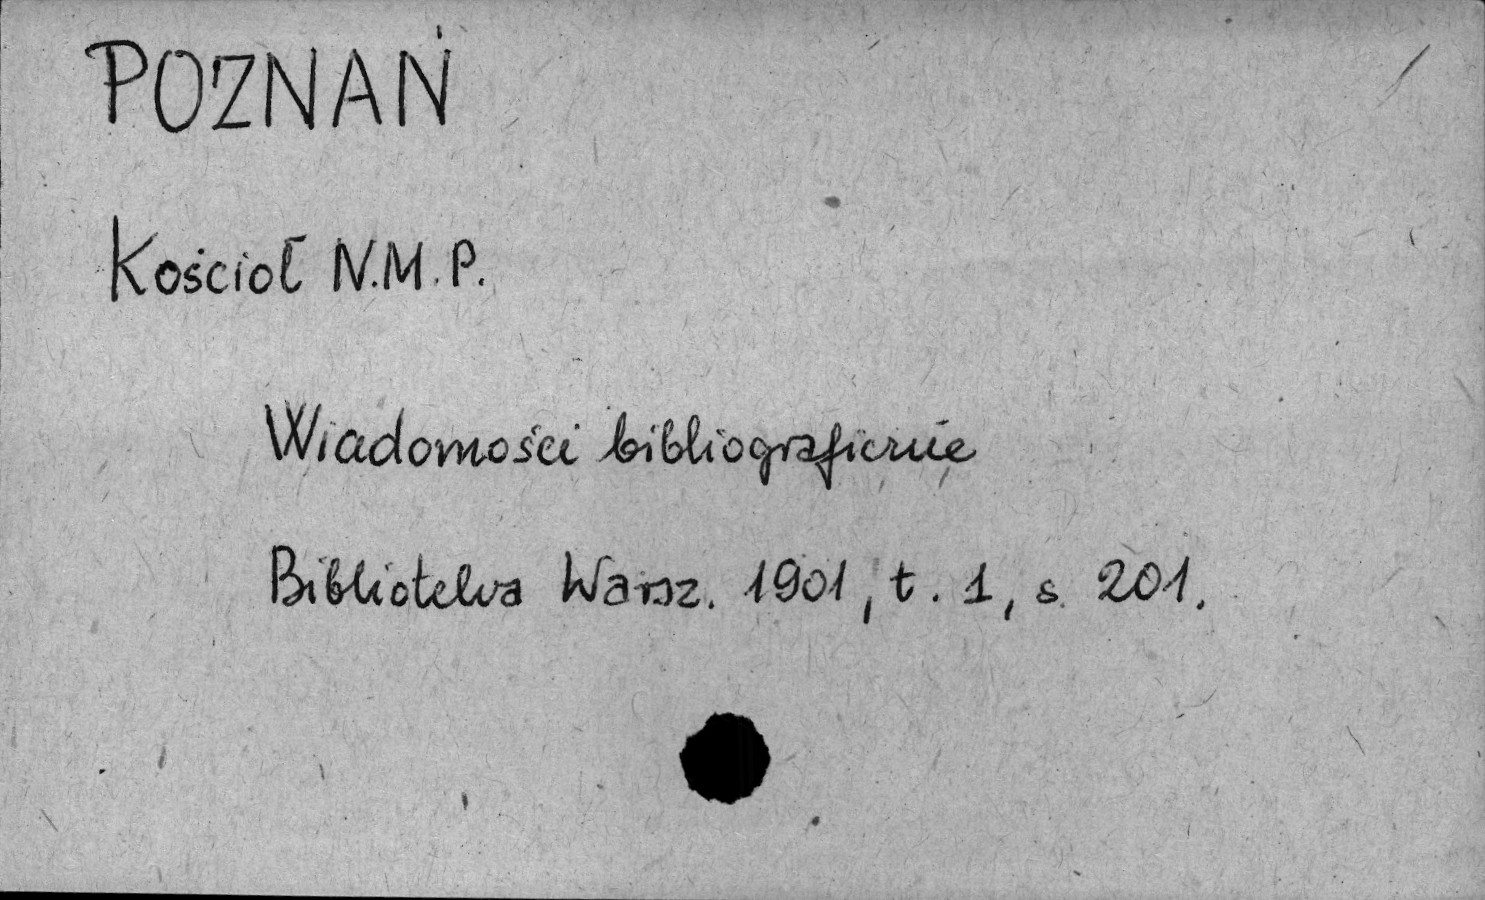 POZNAŃ
Kościoł N.M.P.
Wiadomości bibliograficzne
Biblioteka Warsz. 1901, t. 1, s. 201.